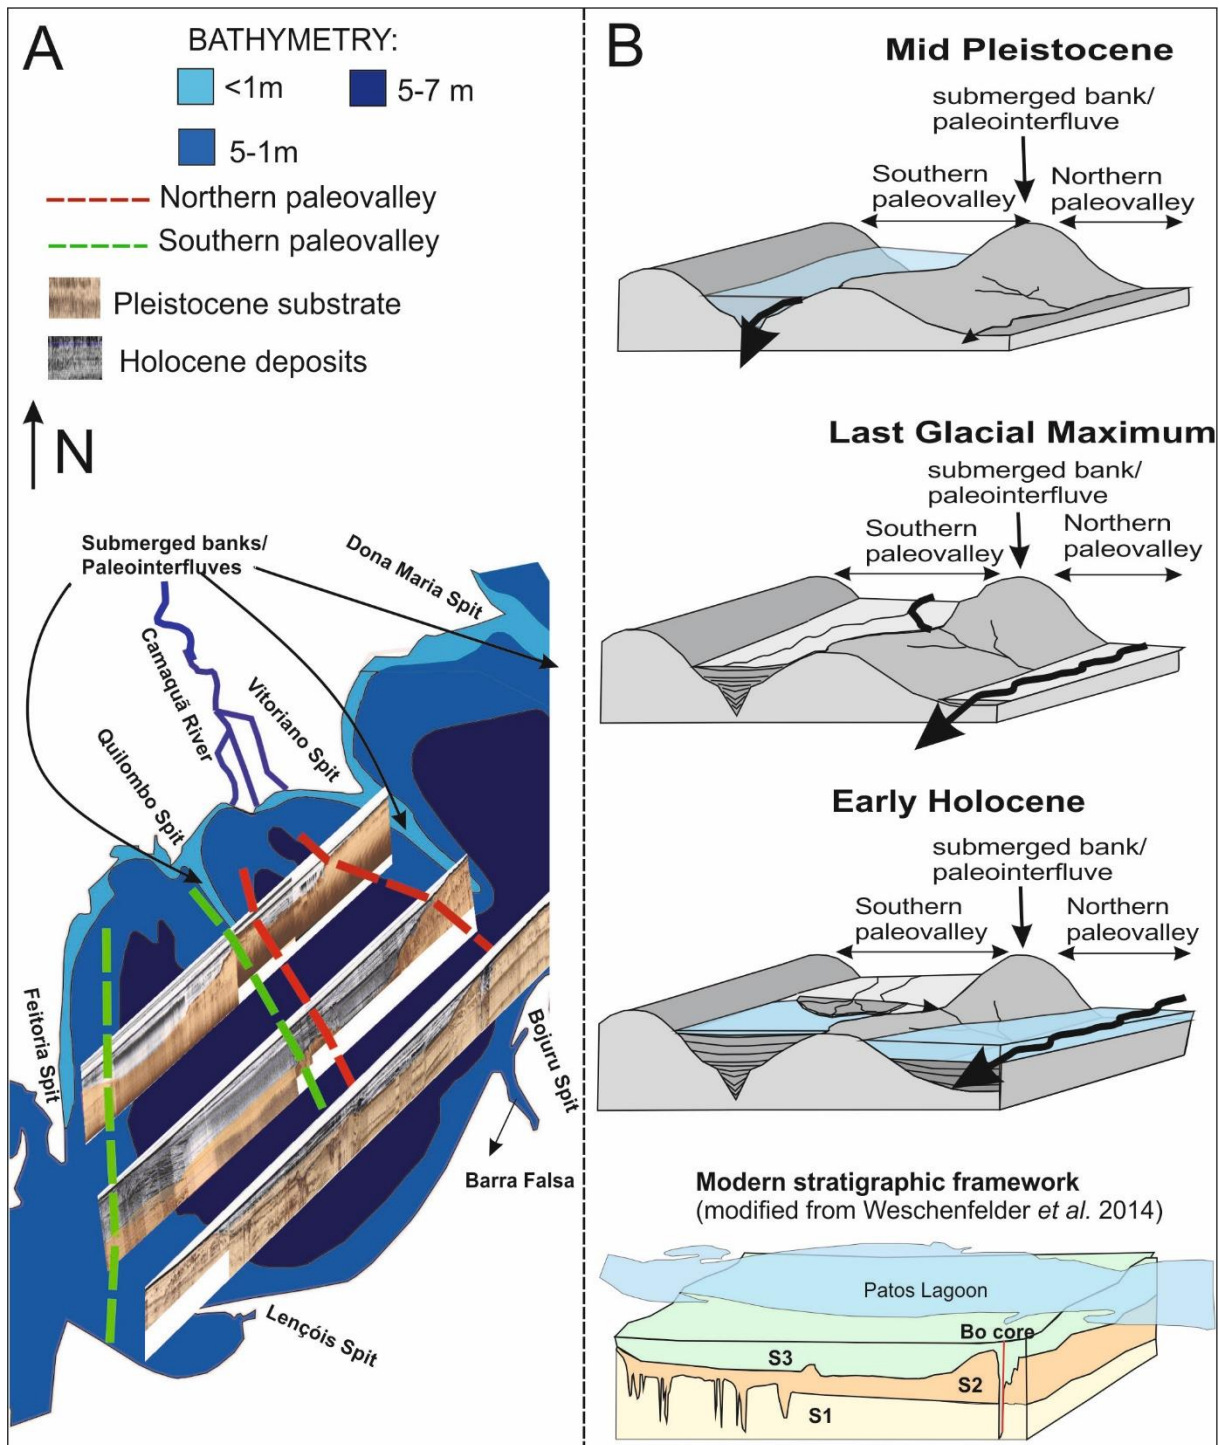 A
BATHYMETRY:
<1m
5-7 m
5-1m
Northern paleovalley
Southern paleovalley
Pleistocene substrate
Holocene deposits
N
Submerged banks/
Paleointerfluves
Dona Maria Spit
Camaquã River
Vitoriano Spit
Quilombo Spit
Feitoria Spit
Bojuru Spit
Barra Falsa
Lençóis Spit
B
Mid Pleistocene
submerged bank/
paleointerfluve
Southern
paleovalley
Northern
paleovalley
Last Glacial Maximum
submerged bank/
paleointerfluve
Southern
paleovalley
Northern
paleovalley
Early Holocene
submerged bank/
paleointerfluve
Southern
paleovalley
Northern
paleovalley
Modern stratigraphic framework
(modified from Weschenfelder et al. 2014)
Patos Lagoon
Bo core
S3
S2
S1